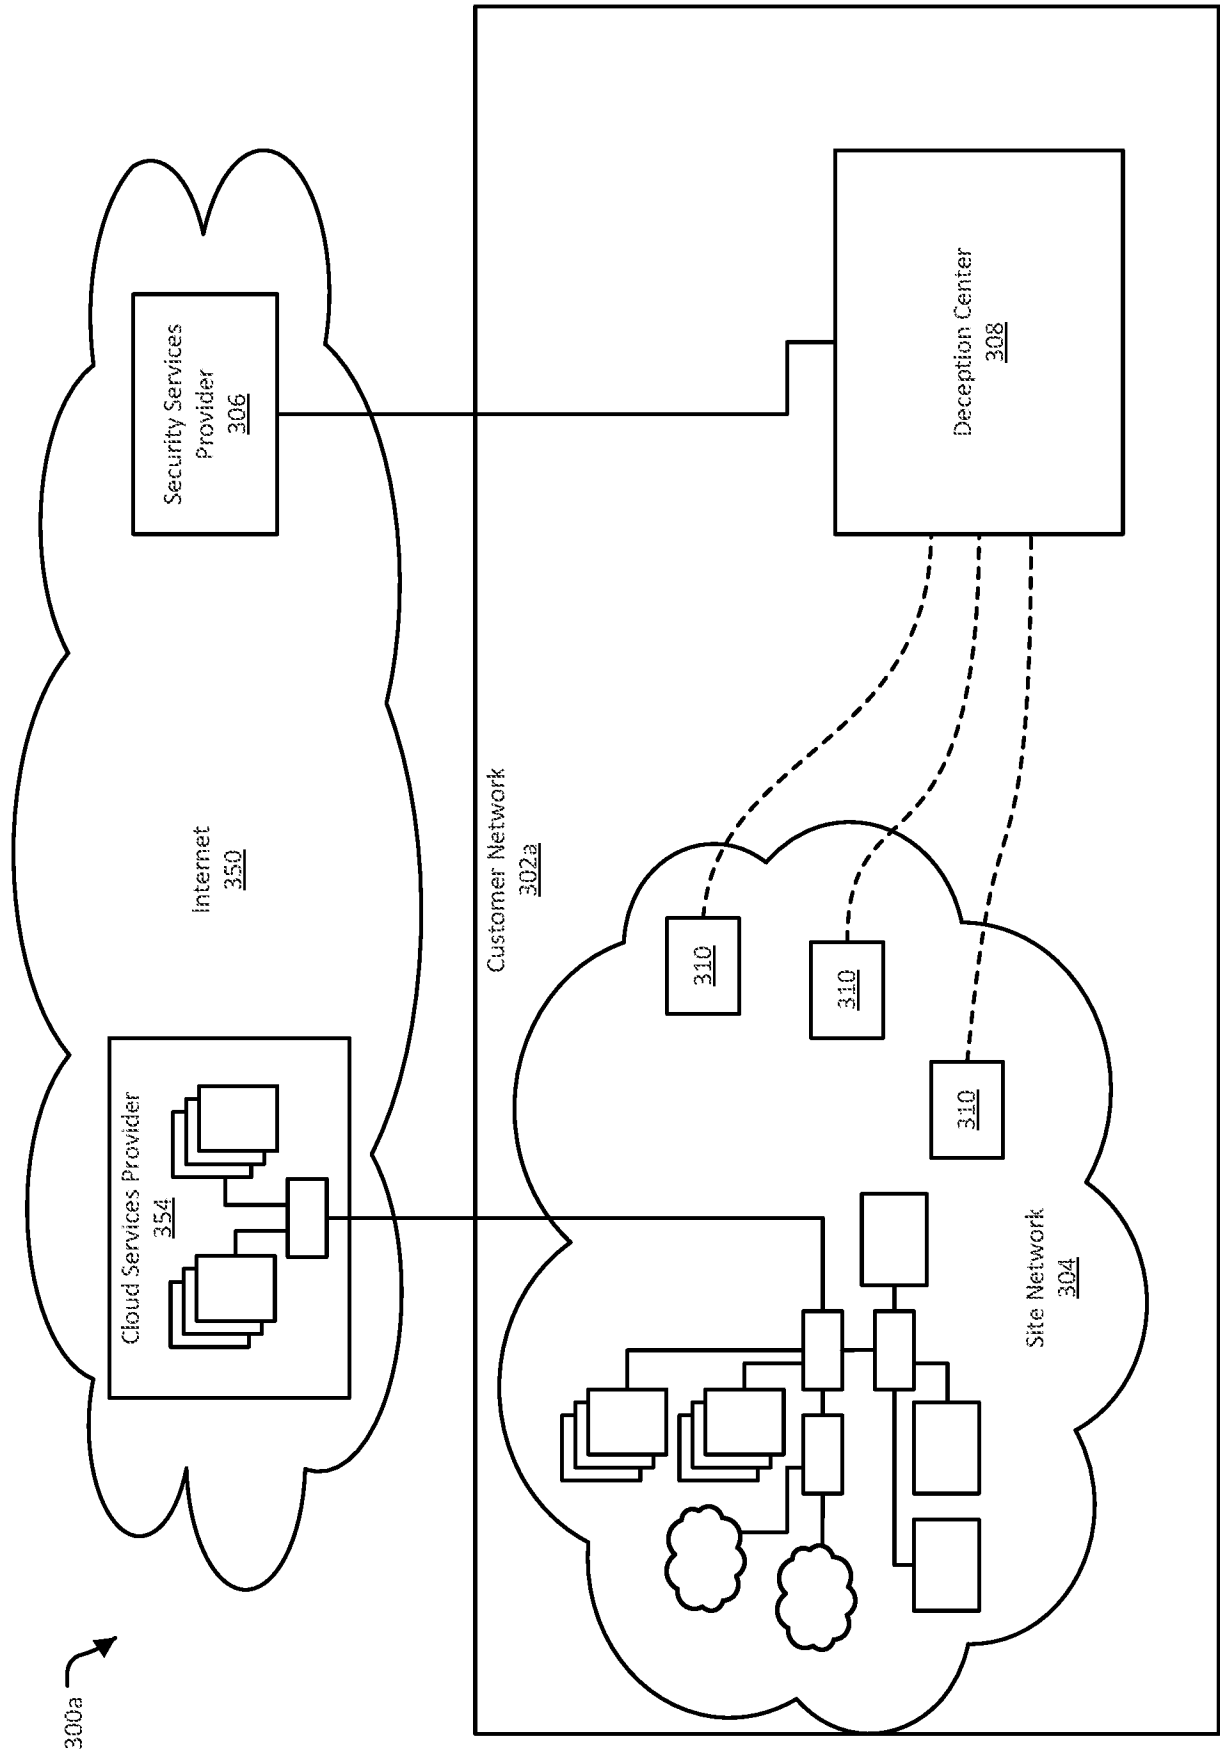 300a
Cloud Services Provider
354
Internet
350
Security Services
Provider
306
Customer Network
302a
310
310
310
Site Network
304
Deception Center
308